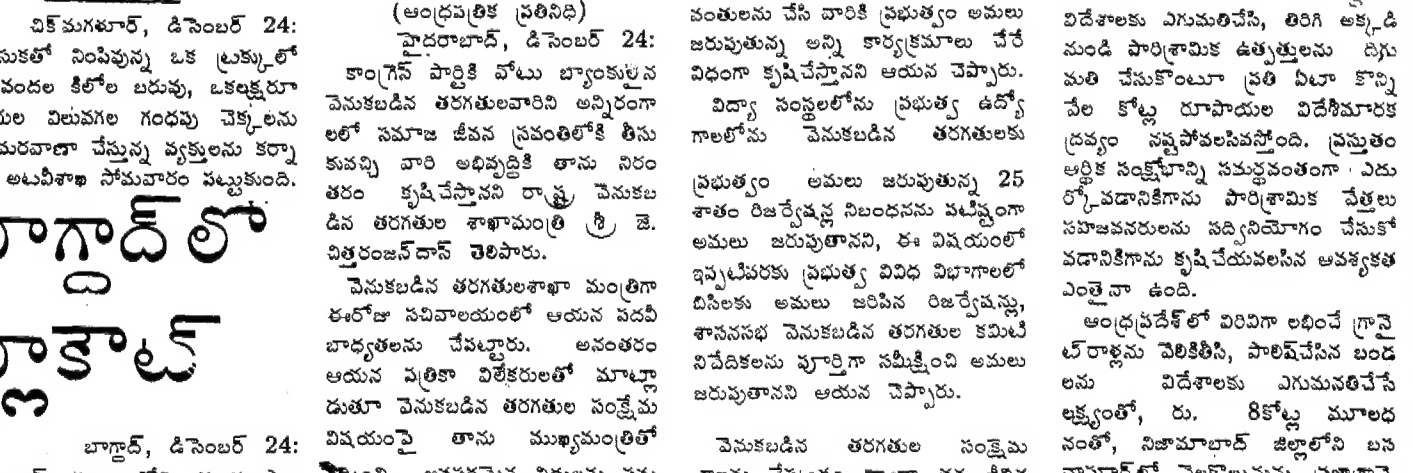 చిక్‌మగళూర్, డిసెంబర్ 24:
సుకతో నింపివున్న ఒక ట్రక్కులో
వందల కిలోల బరువు, ఒకలక్షరూ
విలువగల గంధపు చెక్కలను
చేస్తున్న వ్యక్తులను కర్నా
అటవీశాఖ సోమవారం పట్టుకుంది.
బాగ్దాద్, డిసెంబర్ 24:
(ఆంధ్రపత్రిక ప్రతినిధి)
హైదరాబాద్, డిసెంబర్ 24:
కాంగ్రెస్ పార్టీకి వోటు బ్యాంకులైన
వెనుకబడిన తరగతులవారిని అన్నిరంగా
లలో సమాజ జీవన స్రవంతిలోకి తీసు
కువచ్చి వారి అభివృద్ధికి తాను నిరం
తరం కృషిచేస్తానని రాష్ట్ర వెనుకబ
డిన తరగతుల శాఖామంత్రి శ్రీ జె.
చిత్తరంజన్‌దాస్ తెలిపారు.
వెనుకబడిన తరగతులశాఖా మంత్రిగా
ఈరోజు సచివాలయంలో ఆయన పదవీ
బాధ్యతలను చేపట్టారు. అనంతరం
ఆయన పత్రికా విలేకరులతో మాట్లా
డుతూ వెనుకబడిన తరగతుల సంక్షేమ
విషయంపై తాను ముఖ్యమంత్రితో
వంతులను చేసి వారికి ప్రభుత్వం అమలు
జరుపుతున్న అన్ని కార్యక్రమాలు చేరే
విధంగా కృషిచేస్తానని ఆయన చెప్పారు.
విద్యా సంస్థలలోను ప్రభుత్వ ఉద్యో
గాలలోను వెనుకబడిన తరగతులకు
ప్రభుత్వం అమలు జరుపుతున్న 25
శాతం రిజర్వేషన్ల నిబంధనను పటిష్టంగా
అమలు జరుపుతానని, ఈ విషయంలో
ఇప్పటివరకు ప్రభుత్వ వివిధ విభాగాలలో
బిసిలకు అమలు జరిపిన రిజర్వేషన్లు,
శాసనసభ వెనుకబడిన తరగతుల కమిటి
నివేదికలను పూర్తిగా సమీక్షించి అమలు
జరుపుతానని ఆయన చెప్పారు.
వెనుకబడిన తరగతుల సంక్షేమ
విదేశాలకు ఎగుమతిచేసి, తిరిగి అక్కడి
నుండి పారిశ్రామిక ఉత్పత్తులను దిగు
మతి చేసుకొంటూ ప్రతి ఏటా కొన్ని
వేల కోట్లు రూపాయల విదేశీమారక
ద్రవ్యం నష్టపోవలసివస్తోంది. ప్రస్తుతం
ఆర్థిక సంక్షోభాన్ని సమర్థవంతంగా ఎదు
ర్కోవడానికిగాను పారిశ్రామిక వేత్తలు
సహజవనరులను సద్వినియోగం చేసుకో
వడానికిగాను కృషిచేయవలసిన ఆవశ్యకత
ఎంతైనా ఉంది.
ఆంధ్రప్రదేశ్‌లో విరివిగా లభించే గ్రానై
ట్‌రాళ్లను వెలికితీసి, పాలిష్‌చేసిన బండ
లను విదేశాలకు ఎగుమనతిచేసే
లక్ష్యంతో, రు. 8కోట్ల మూలధ
నంతో, నిజామాబాద్ జిల్లాలోని బస